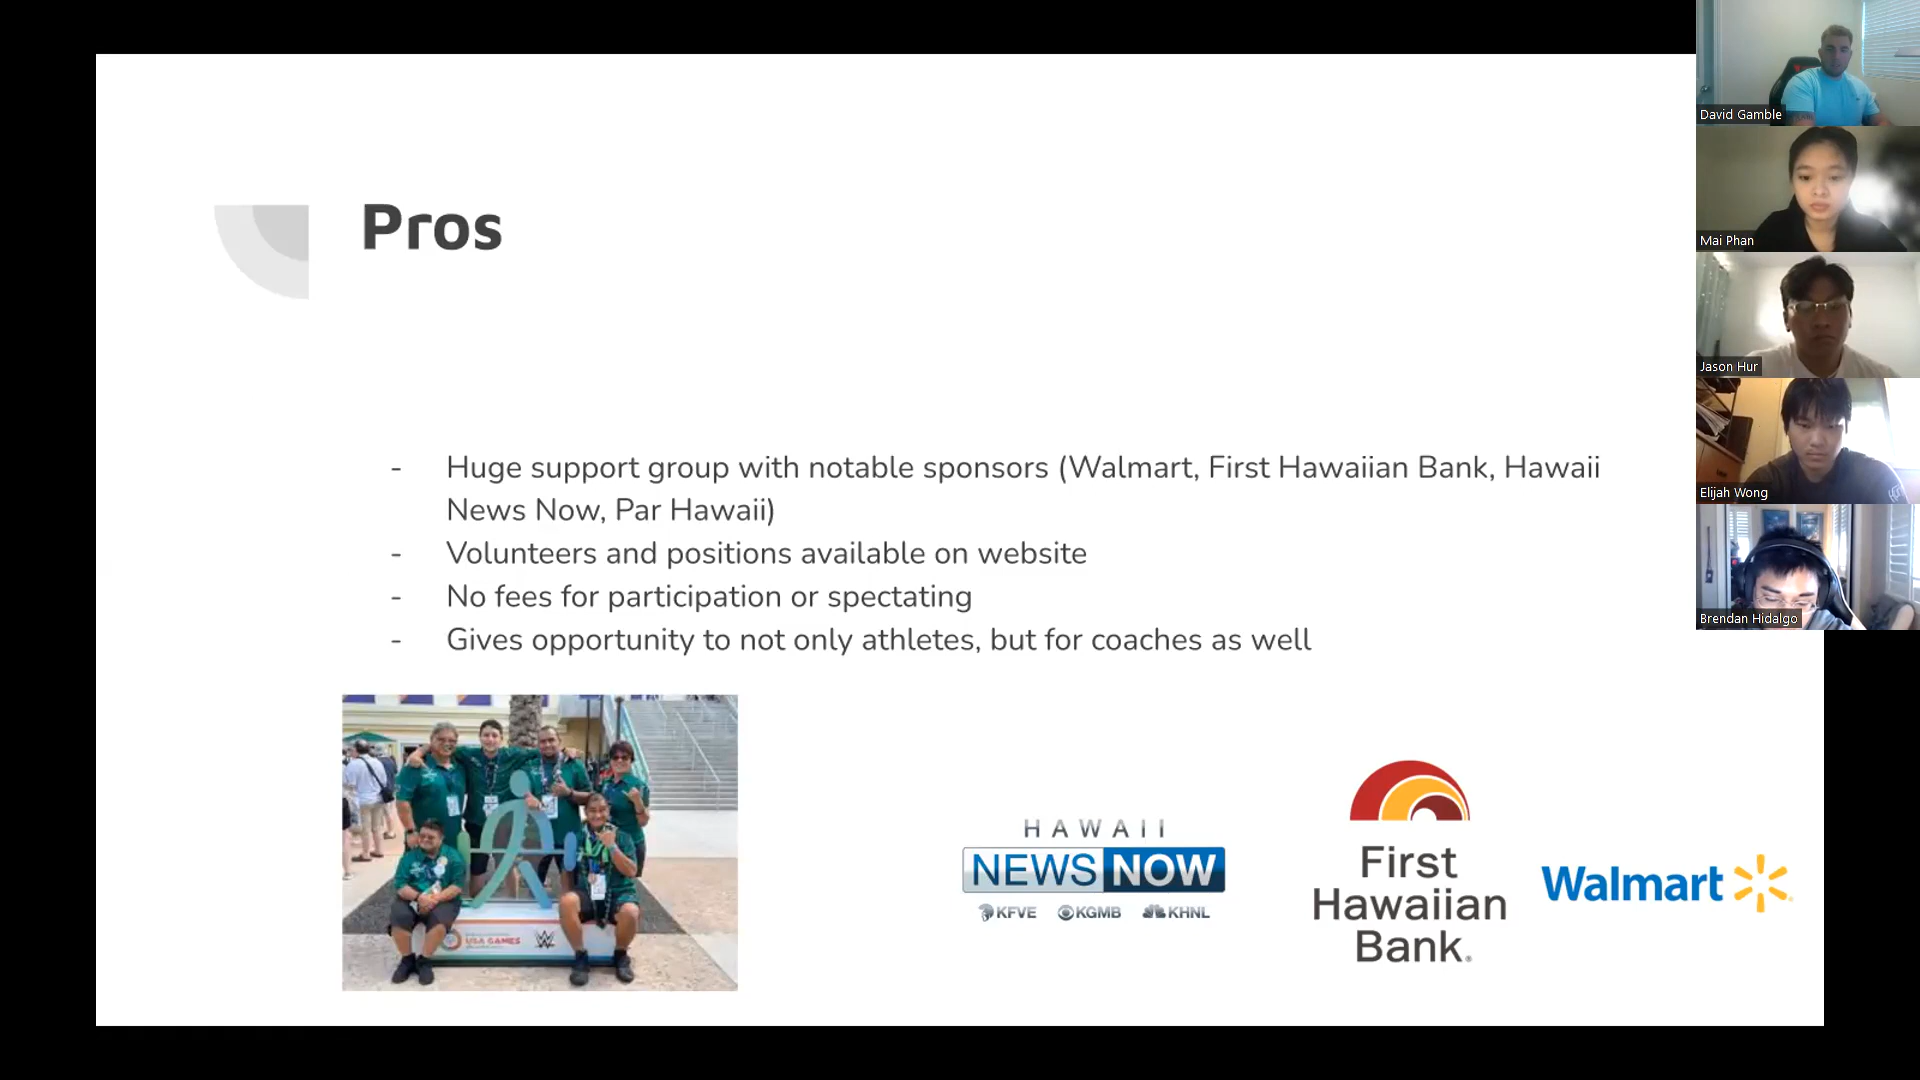 Pros
- Huge support group with notable sponsors (Walmart, First Hawaiian Bank, Hawaii
News Now, Par Hawaii)
- Volunteers and positions available on website
- No fees for participation or spectating
- Gives opportunity to not only athletes, but for coaches as well
USA GAMES
HAWAII
NEWS NOW
KFVE KGMB KHNL
First
Hawaiian
Bank®
Walmart
David Gamble
Mai Phan
Jason Hur
Elijah Wong
Brendan Hidalgo